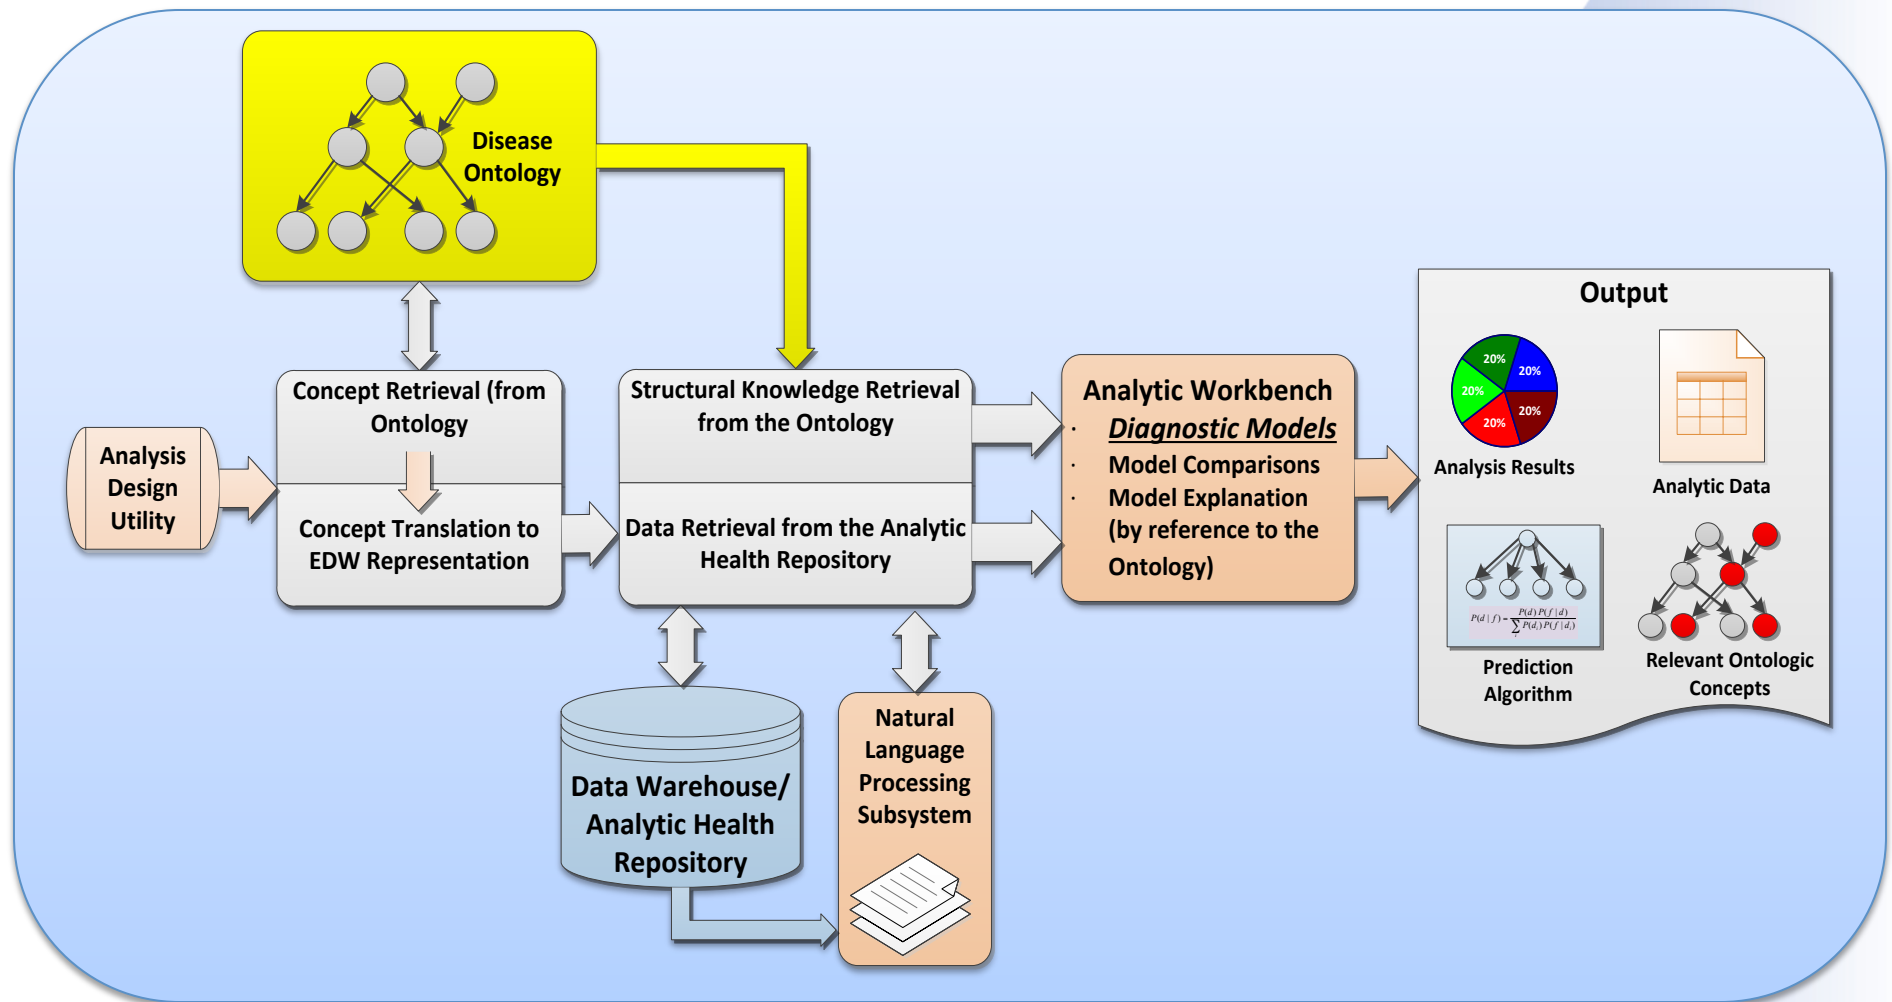 Disease
Ontology
Concept Retrieval (from
Ontology
Concept Translation to
EDW Representation
Analysis
Design
Utility
Structural Knowledge Retrieval
from the Ontology
Data Retrieval from the Analytic
Health Repository
Analytic Workbench
· Diagnostic Models
· Model Comparisons
· Model Explanation
(by reference to the
Ontology)
Data Warehouse/
Analytic Health
Repository
Natural
Language
Processing
Subsystem
Output
20%
20%
20%
20%
20%
Analysis Results
Analytic Data
P(d | f) = P(d) P(f | d) / ∑ P(d_i) P(f | d_i)
Prediction
Algorithm
Relevant Ontologic
Concepts